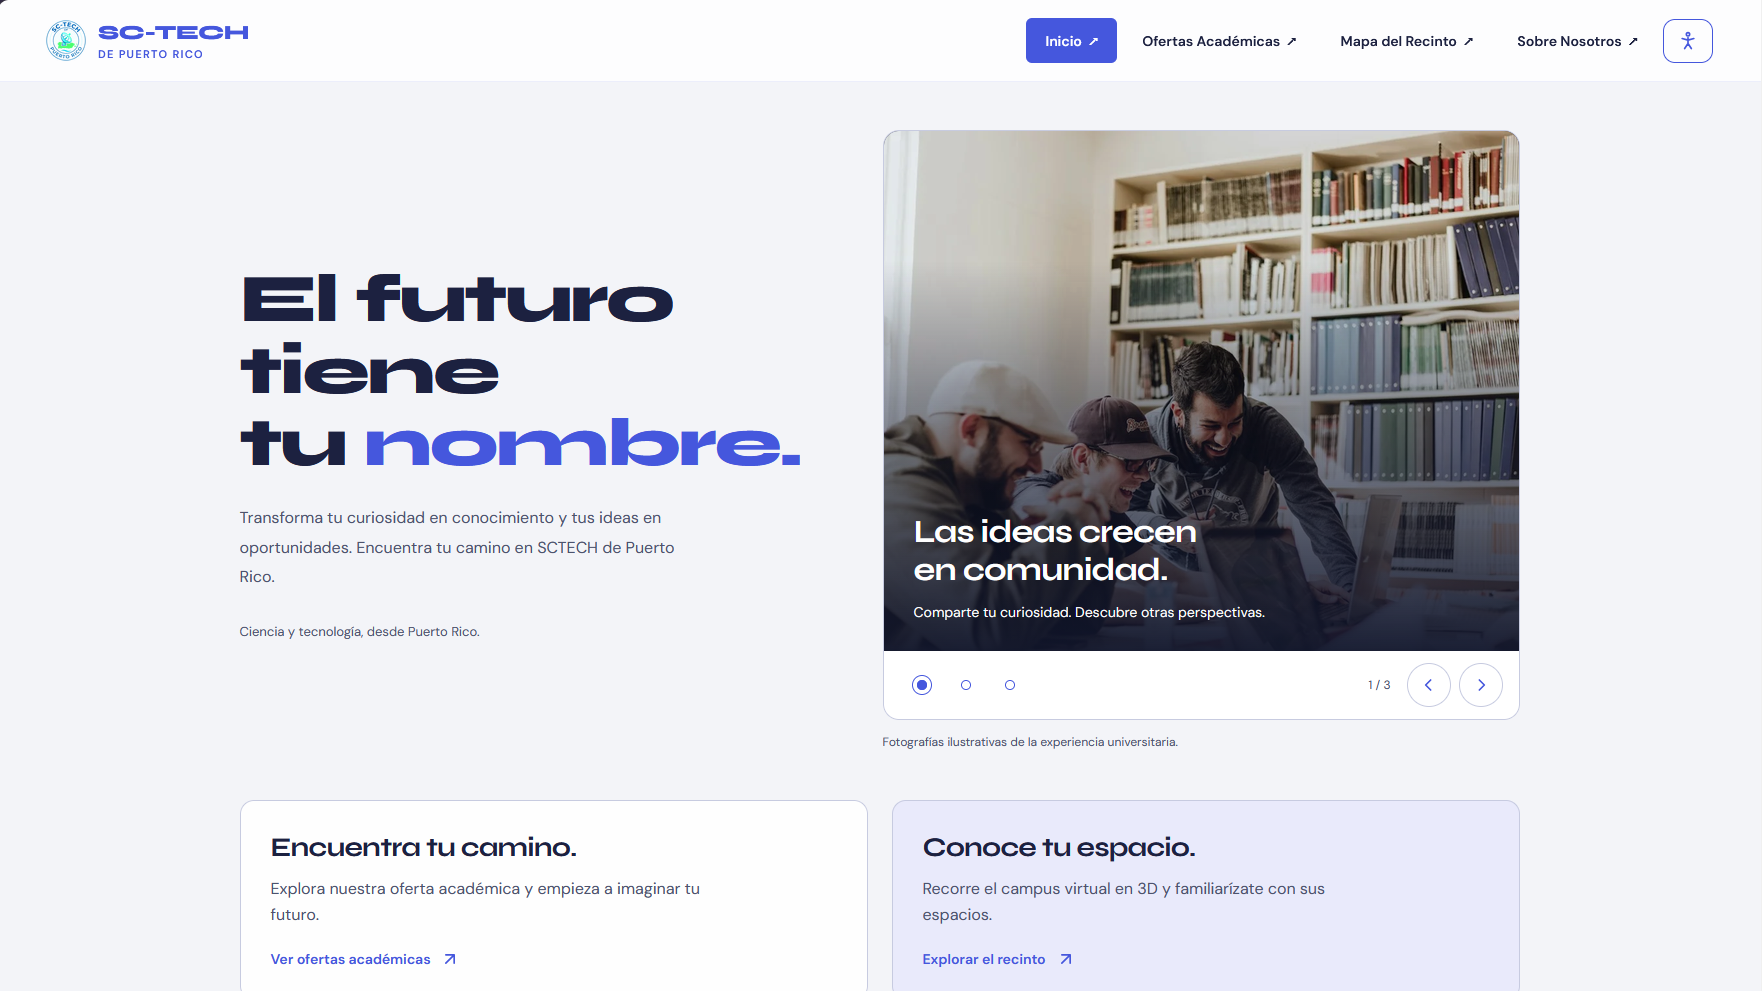 SC-TECH
PUERTO RICO
SC-TECH
DE PUERTO RICO
Inicio
Ofertas Académicas
Mapa del Recinto
Sobre Nosotros
El futuro
tiene
tu nombre.
Transforma tu curiosidad en conocimiento y tus ideas en
oportunidades. Encuentra tu camino en SCTECH de Puerto
Rico.
Ciencia y tecnología, desde Puerto Rico.
Las ideas crecen
en comunidad.
Comparte tu curiosidad. Descubre otras perspectivas.
1 / 3
Fotografías ilustrativas de la experiencia universitaria.
Encuentra tu camino.
Explora nuestra oferta académica y empieza a imaginar tu
futuro.
Ver ofertas académicas
Conoce tu espacio.
Recorre el campus virtual en 3D y familiarízate con sus
espacios.
Explorar el recinto